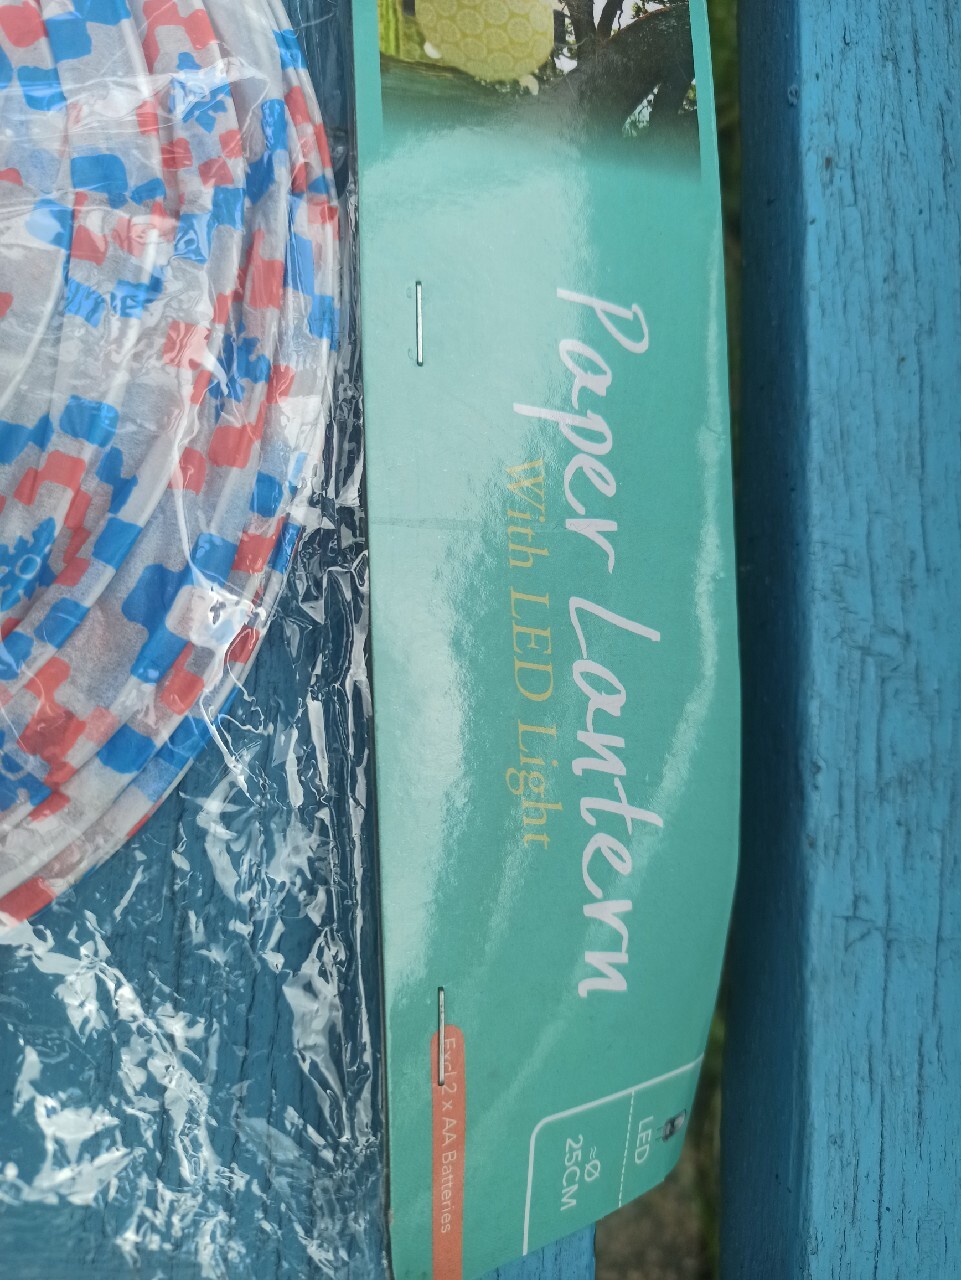 Paper Lantern
With LED Light
LED
≈Ø
25CM
Excl 2 x AA Batteries